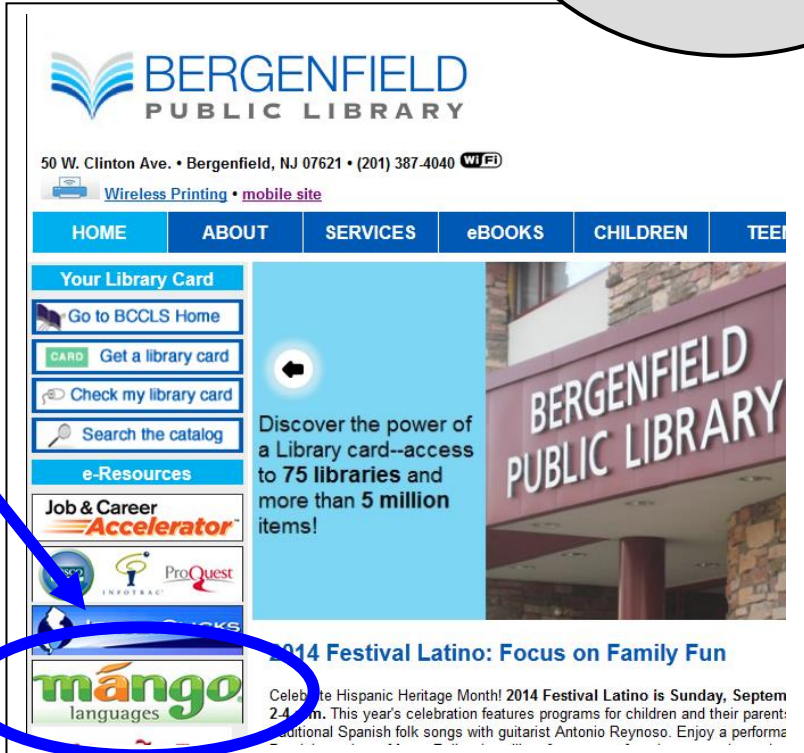 BERGENFIELD
PUBLIC LIBRARY
50 W. Clinton Ave. • Bergenfield, NJ 07621 • (201) 387-4040 WiFi
Wireless Printing • mobile site
HOME ABOUT SERVICES eBOOKS CHILDREN
Your Library Card
Go to BCCLS Home
CARD Get a library card
Check my library card
Search the catalog
e-Resources
Job & Career
Accelerator
INFOTRAC ProQuest
mango
languages
Discover the power of
a Library card--access
to 75 libraries and
more than 5 million
items!
BERGENFIELD
PUBLIC LIBRARY
2014 Festival Latino: Focus on Family Fun
Hispanic Heritage Month! 2014 Festival Latino is Sunday,
This year's celebration features programs for children and their
Spanish folk songs with guitarist Antonio Reynoso. Enjoy a